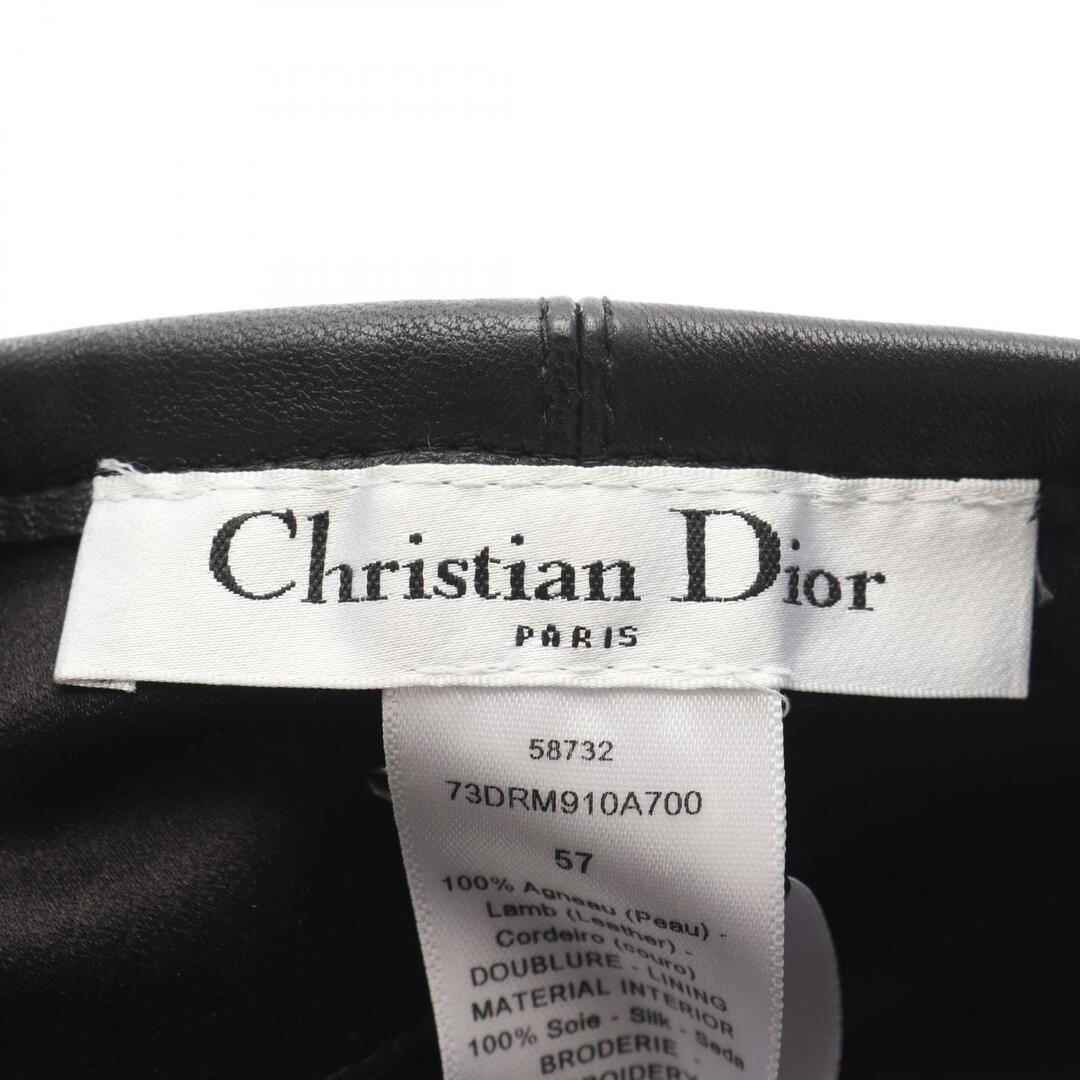 Christian Dior
PARIS
58732
73DRM910A700
57
100% Agneau (Peau) -
Lamb (Leather) -
Cordeiro (couro)
DOUBLURE - LINING
MATERIAL INTERIOR
100% Soie - Silk - Seda
BRODERIE -